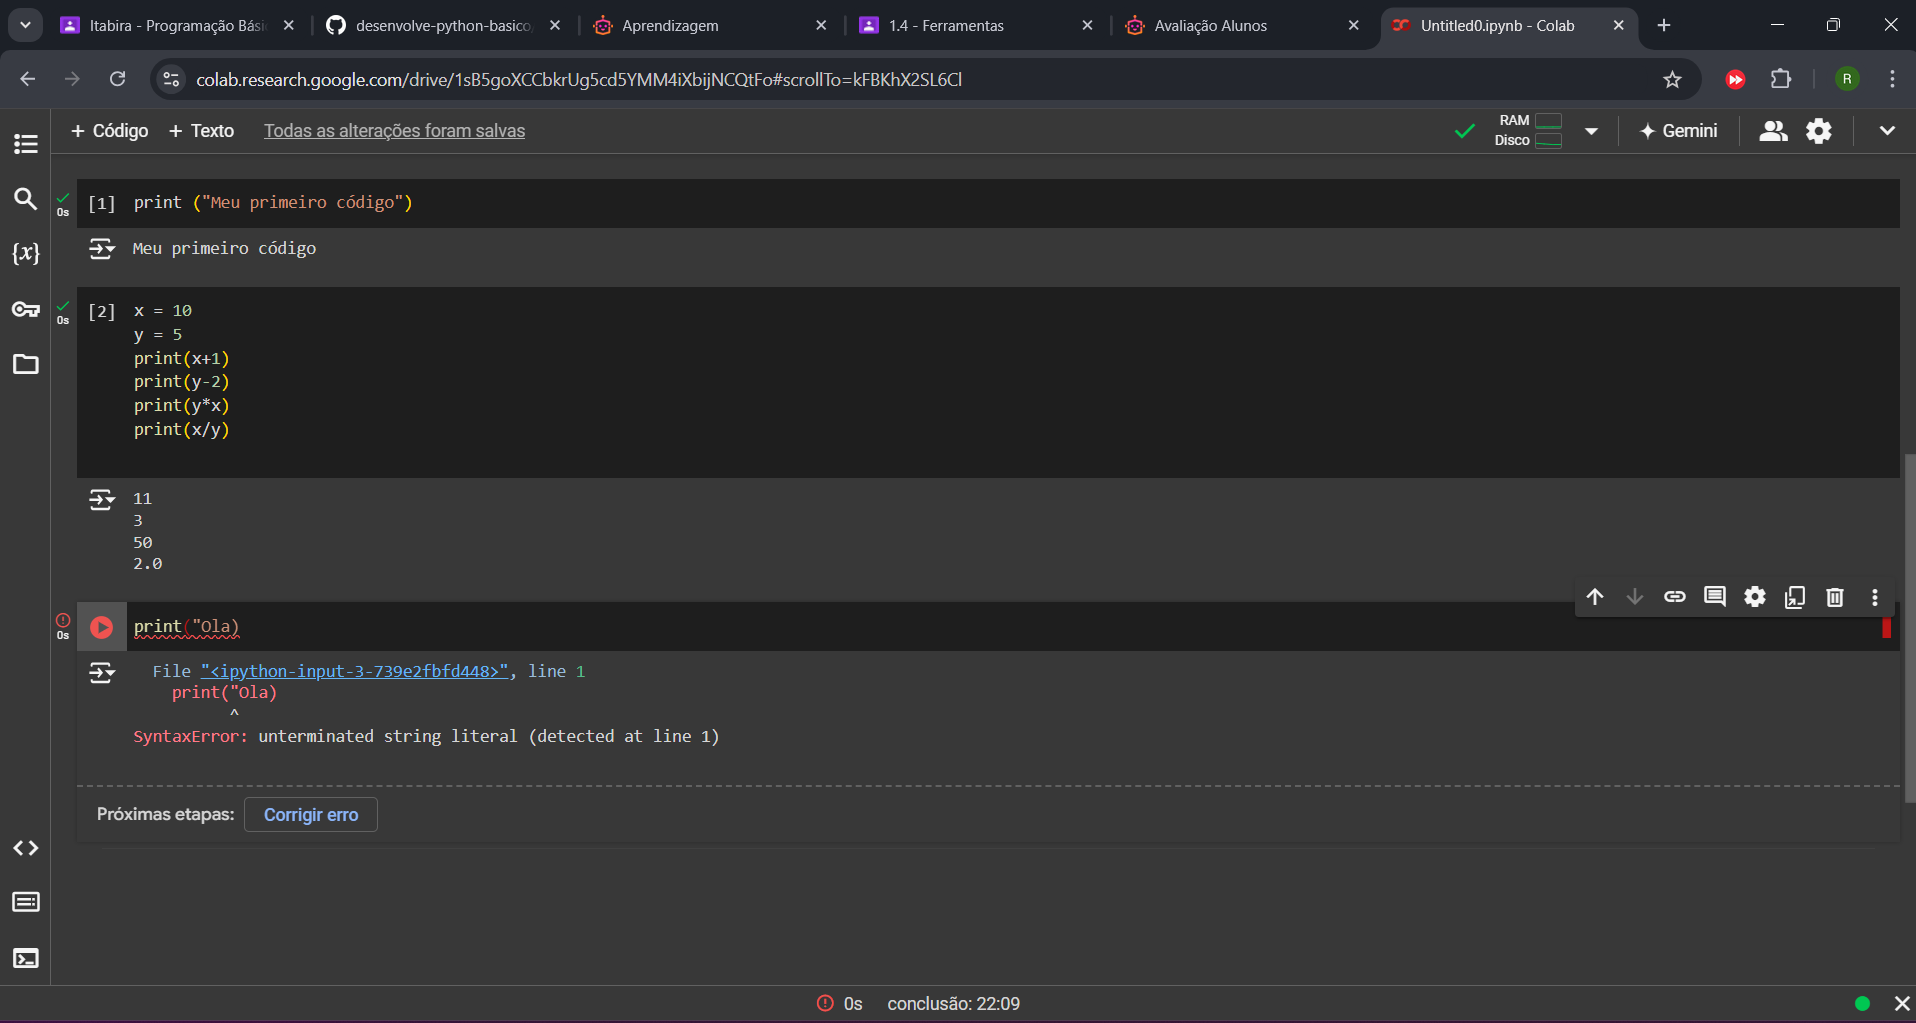 Itabira - Programação Bási
desenvolve-python-basico
Aprendizagem
1.4 - Ferramentas
Avaliação Alunos
Untitled0.ipynb - Colab
colab.research.google.com/drive/1sB5goXCCbkrUg5cd5YMM4iXbijNCQtFo#scrollTo=kFBKhX2SL6Cl
R
+ Código
+ Texto
Todas as alterações foram salvas
RAM
Disco
Gemini
0s
[1] print ("Meu primeiro código")
Meu primeiro código
0s
[2] x = 10
y = 5
print(x+1)
print(y-2)
print(y*x)
print(x/y)
11
3
50
2.0
0s
print("Ola)
File "<ipython-input-3-739e2fbfd448>", line 1
print("Ola)
^
SyntaxError: unterminated string literal (detected at line 1)
Próximas etapas: Corrigir erro
0s conclusão: 22:09